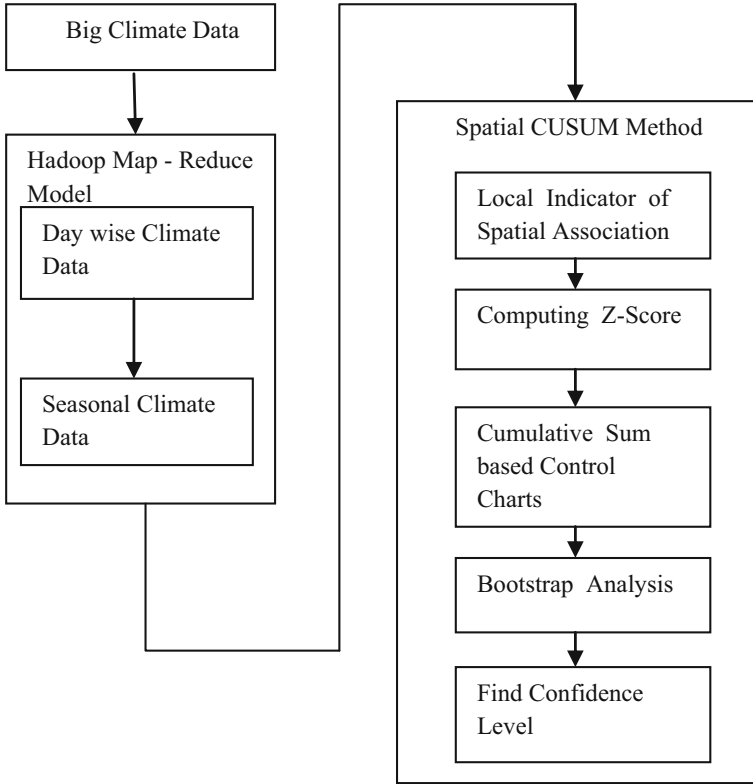 Big Climate Data
Hadoop Map - Reduce
Model
Day wise Climate
Data
Seasonal Climate
Data
Spatial CUSUM Method
Local Indicator of
Spatial Association
Computing Z-Score
Cumulative Sum
based Control
Charts
Bootstrap Analysis
Find Confidence
Level